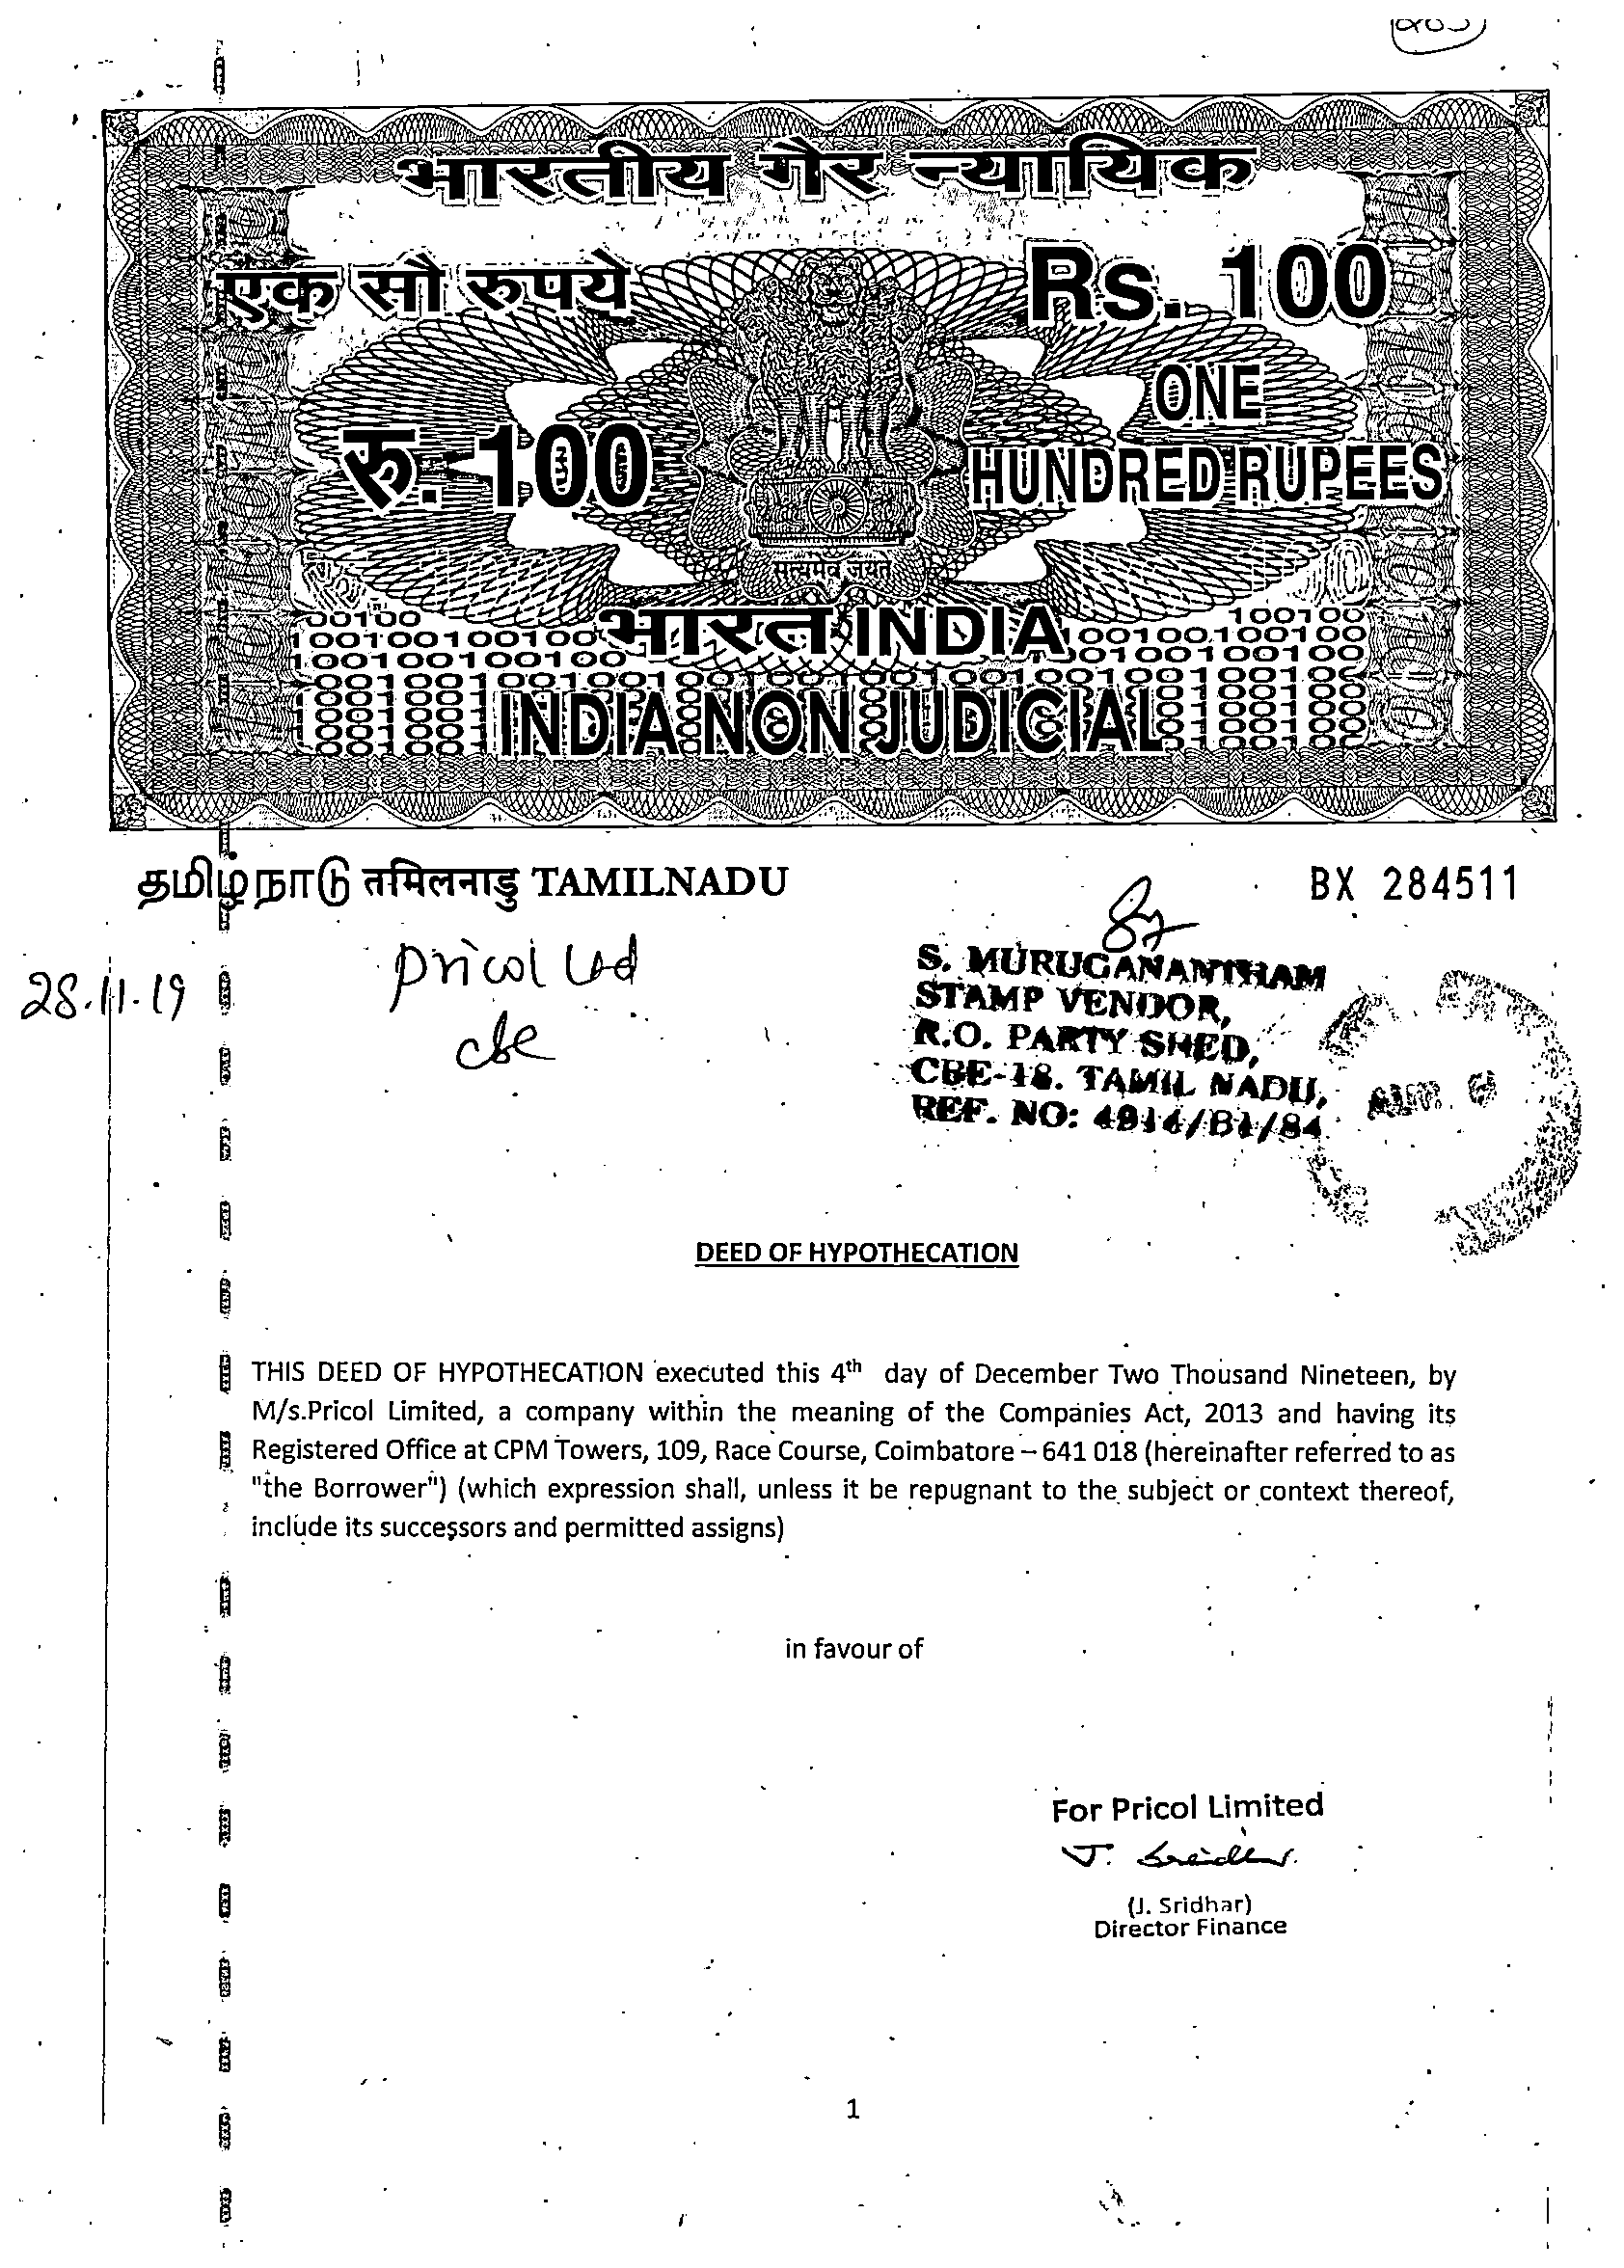 भारतीय गैर न्यायिक
एक सौ रुपये
Rs. 100
रु. 100
ONE
HUNDRED RUPEES
सत्यमेव जयते
भारत INDIA
INDIA NON JUDICIAL
தமிழ்நாடு तमिलनाडु TAMILNADU
BX 284511
28.11.19
Pricol Ltd
cbe
S. MURUGANANTHAM
STAMP VENDOR,
R.O. PARTY SHED,
CBE-18. TAMIL NADU,
REF. NO: 4914/B1/84
DEED OF HYPOTHECATION
THIS DEED OF HYPOTHECATION executed this 4th day of December Two Thousand Nineteen, by
M/s.Pricol Limited, a company within the meaning of the Companies Act, 2013 and having its
Registered Office at CPM Towers, 109, Race Course, Coimbatore – 641 018 (hereinafter referred to as
"the Borrower") (which expression shall, unless it be repugnant to the subject or context thereof,
include its successors and permitted assigns)
in favour of
For Pricol Limited
J. Sridhar
(J. Sridhar)
Director Finance
1